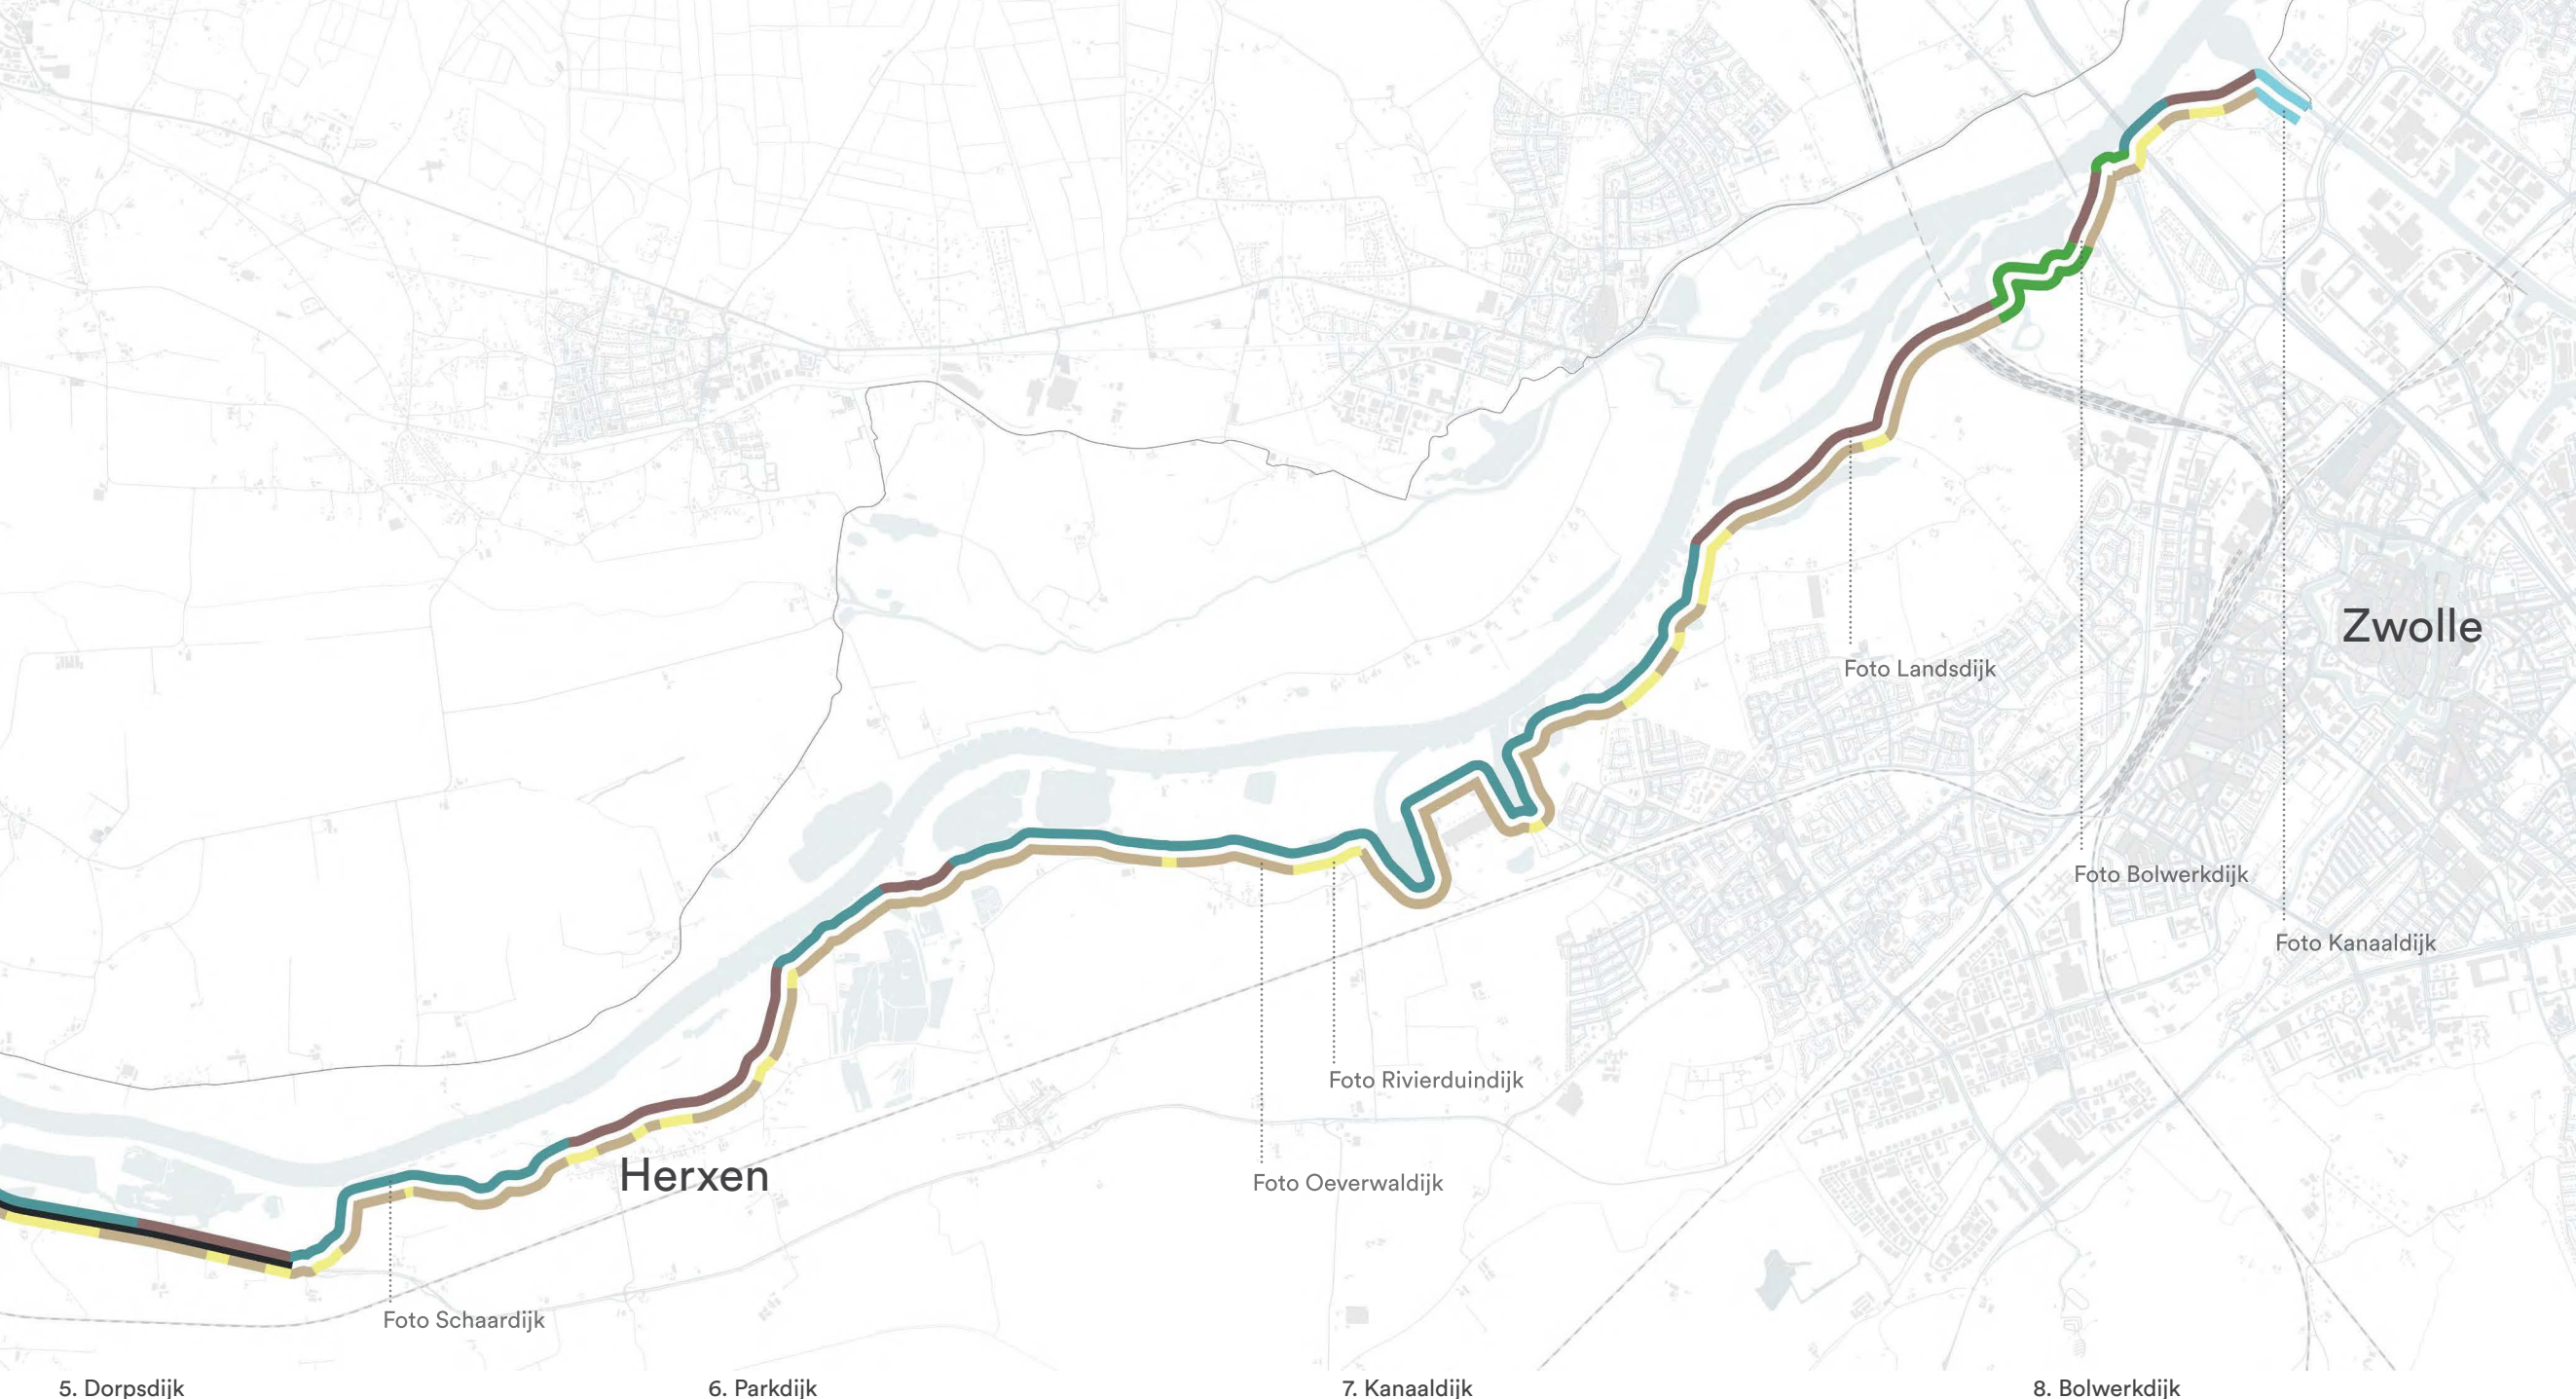 Zwolle
Foto Landsdijk
Foto Bolwerkdijk
Foto Kanaaldijk
Foto Rivierduindijk
Herxen
Foto Oeverwaldijk
Foto Schaardijk
5. Dorpsdijk
6. Parkdijk
7. Kanaaldijk
8. Bolwerkdijk